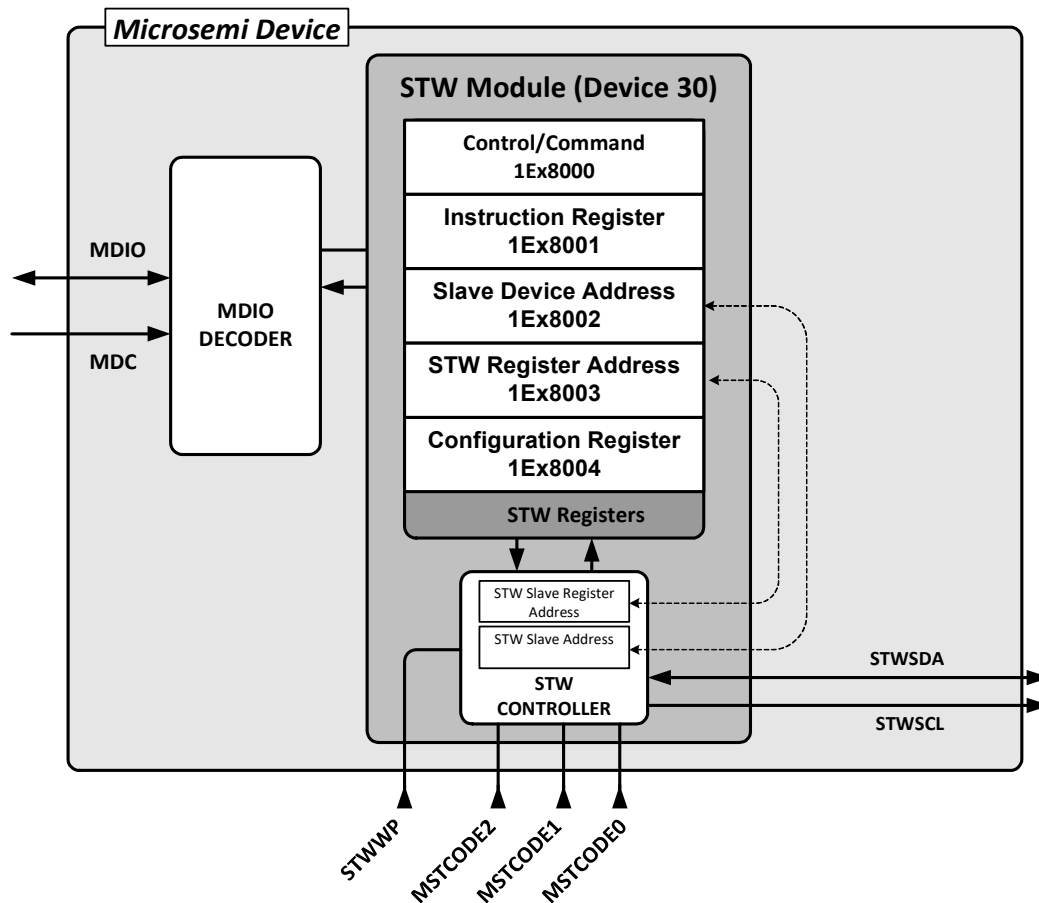 Microsemi Device
STW Module (Device 30)
Control/Command
1Ex8000
Instruction Register
1Ex8001
Slave Device Address
1Ex8002
STW Register Address
1Ex8003
Configuration Register
1Ex8004
STW Registers
MDIO
MDC
MDIO
DECODER
STW Slave Register
Address
STW Slave Address
STW
CONTROLLER
STWSDA
STWSCL
STWWP
MSTCODE2
MSTCODE1
MSTCODE0